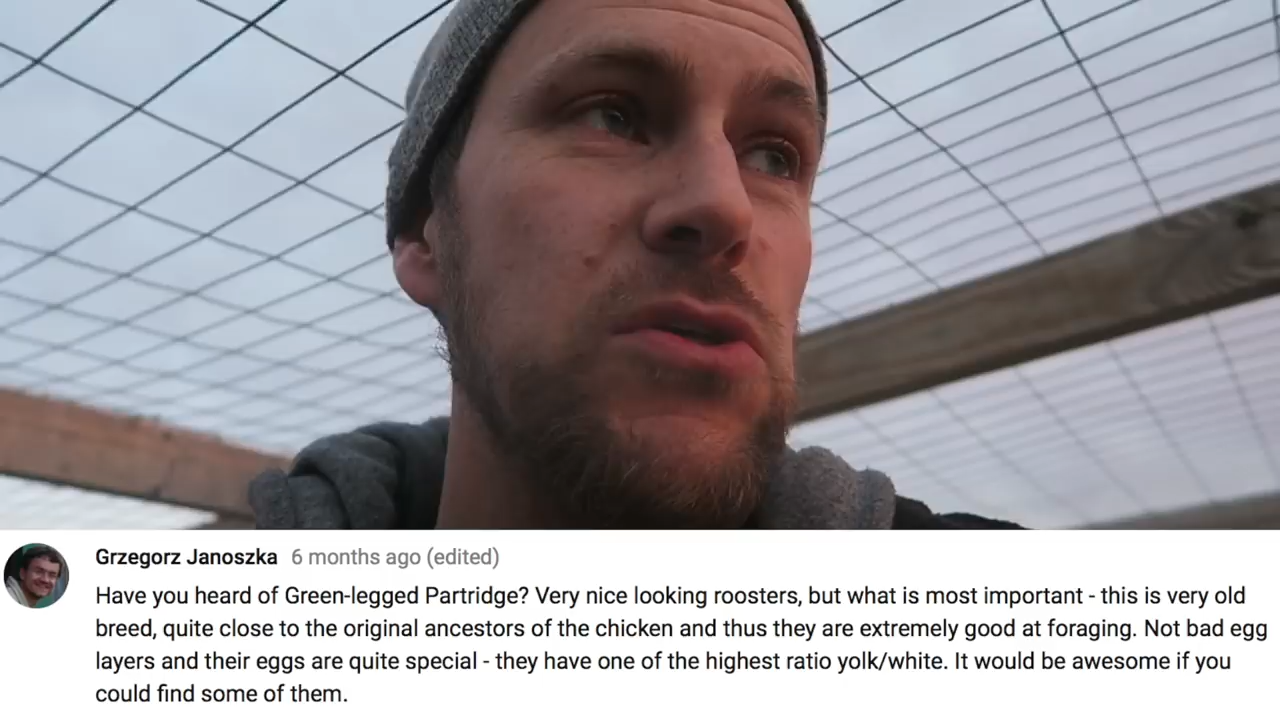 Grzegorz Janoszka 6 months ago (edited)
Have you heard of Green-legged Partridge? Very nice looking roosters, but what is most important - this is very old
breed, quite close to the original ancestors of the chicken and thus they are extremely good at foraging. Not bad egg
layers and their eggs are quite special - they have one of the highest ratio yolk/white. It would be awesome if you
could find some of them.